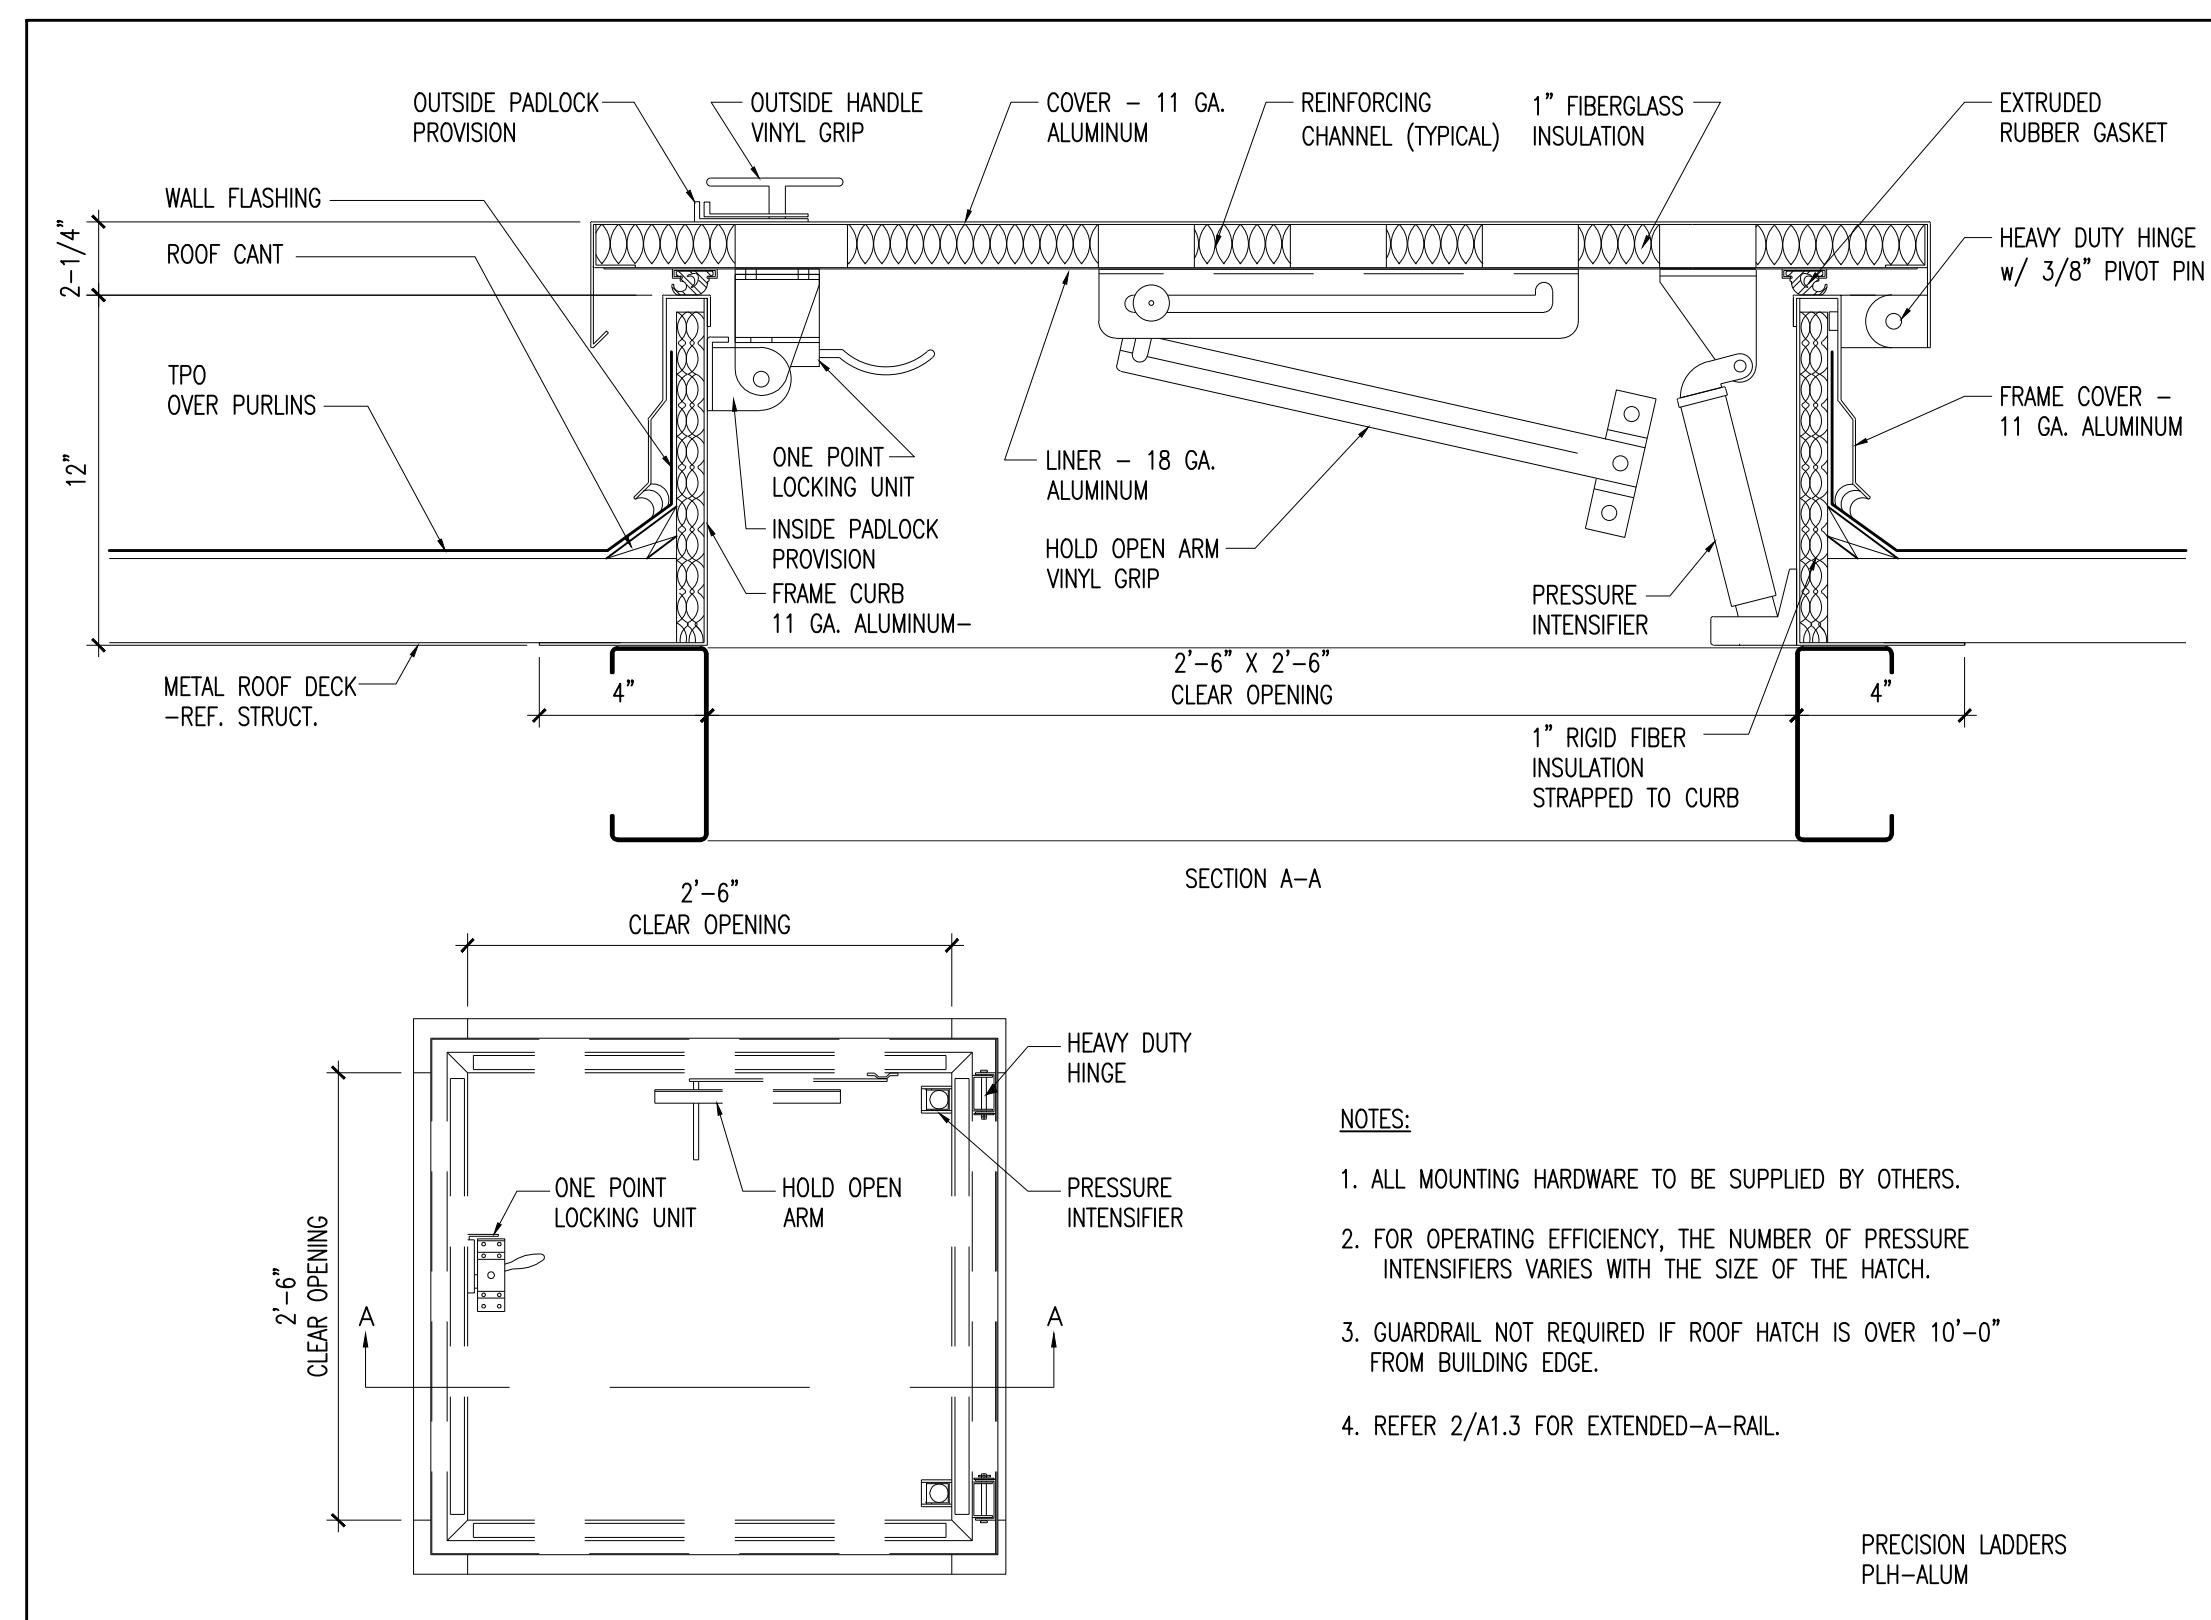 OUTSIDE PADLOCK
PROVISION
OUTSIDE HANDLE
VINYL GRIP
COVER – 11 GA.
ALUMINUM
REINFORCING
CHANNEL (TYPICAL)
1" FIBERGLASS
INSULATION
EXTRUDED
RUBBER GASKET
WALL FLASHING
ROOF CANT
2-1/4"
HEAVY DUTY HINGE
w/ 3/8" PIVOT PIN
TPO
OVER PURLINS
12"
FRAME COVER –
11 GA. ALUMINUM
ONE POINT
LOCKING UNIT
INSIDE PADLOCK
PROVISION
FRAME CURB
11 GA. ALUMINUM–
LINER – 18 GA.
ALUMINUM
HOLD OPEN ARM
VINYL GRIP
PRESSURE
INTENSIFIER
METAL ROOF DECK
–REF. STRUCT.
4"
2'–6" X 2'–6"
CLEAR OPENING
4"
1" RIGID FIBER
INSULATION
STRAPPED TO CURB
SECTION A–A
2'–6"
CLEAR OPENING
HEAVY DUTY
HINGE
ONE POINT
LOCKING UNIT
HOLD OPEN
ARM
PRESSURE
INTENSIFIER
2'–6"
CLEAR OPENING
A
A
NOTES:
1. ALL MOUNTING HARDWARE TO BE SUPPLIED BY OTHERS.
2. FOR OPERATING EFFICIENCY, THE NUMBER OF PRESSURE
INTENSIFIERS VARIES WITH THE SIZE OF THE HATCH.
3. GUARDRAIL NOT REQUIRED IF ROOF HATCH IS OVER 10'–0"
FROM BUILDING EDGE.
4. REFER 2/A1.3 FOR EXTENDED–A–RAIL.
PRECISION LADDERS
PLH–ALUM